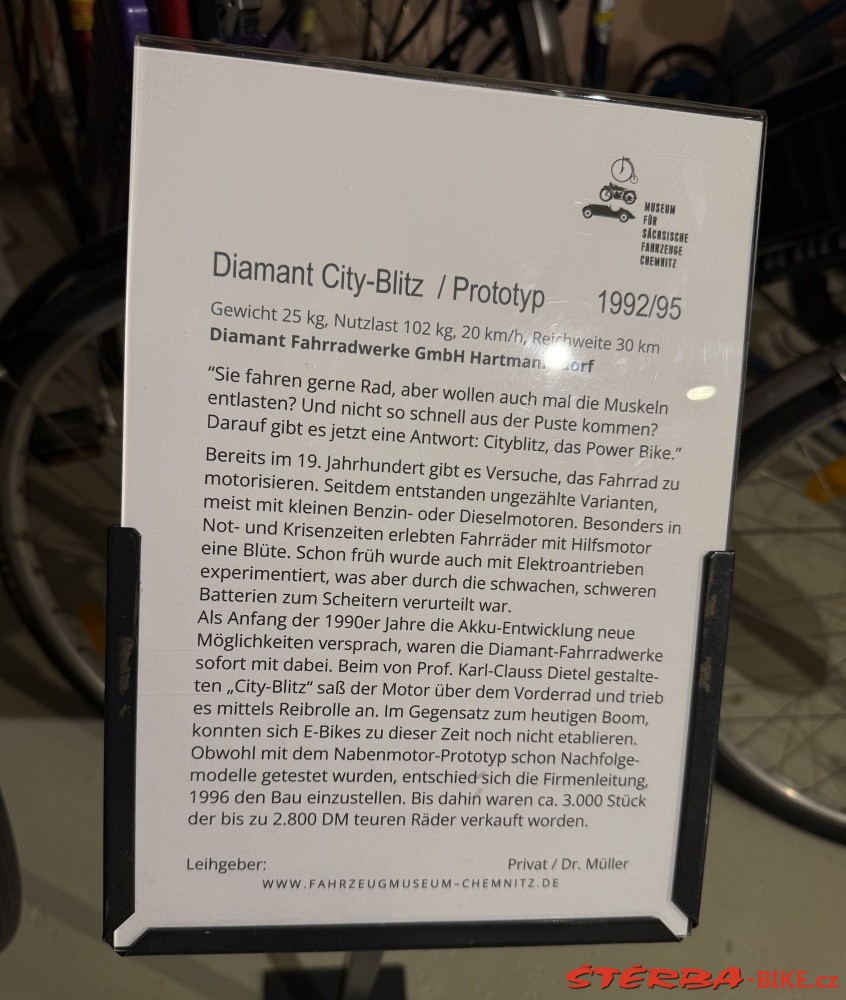 MUSEUM
FÜR
SÄCHSISCHE
FAHRZEUGE
CHEMNITZ
Diamant City-Blitz / Prototyp 1992/95
Gewicht 25 kg, Nutzlast 102 kg, 20 km/h, Reichweite 30 km
Diamant Fahrradwerke GmbH
“Sie fahren gerne Rad, aber wollen auch mal die Muskeln
entlasten? Und nicht so schnell aus der Puste kommen?
Darauf gibt es jetzt eine Antwort: Cityblitz, das Power Bike.”
Bereits im 19. Jahrhundert gibt es Versuche, das Fahrrad zu
motorisieren. Seitdem entstanden ungezählte Varianten,
meist mit kleinen Benzin- oder Dieselmotoren. Besonders in
Not- und Krisenzeiten erlebten Fahrräder mit Hilfsmotor
eine Blüte. Schon früh wurde auch mit Elektroantrieben
experimentiert, was aber durch die schwachen, schweren
Batterien zum Scheitern verurteilt war.
Als Anfang der 1990er Jahre die Akku-Entwicklung neue
Möglichkeiten versprach, waren die Diamant-Fahrradwerke
sofort mit dabei. Beim von Prof. Karl-Clauss Dietel gestalte-
ten „City-Blitz“ saß der Motor über dem Vorderrad und trieb
es mittels Reibrolle an. Im Gegensatz zum heutigen Boom,
konnten sich E-Bikes zu dieser Zeit noch nicht etablieren.
Obwohl mit dem Nabenmotor-Prototyp schon Nachfolge-
modelle getestet wurden, entschied sich die Firmenleitung,
1996 den Bau einzustellen. Bis dahin waren ca. 3.000 Stück
der bis zu 2.800 DM teuren Räder verkauft worden.
Leihgeber: Privat / Dr. Müller
WWW.FAHRZEUGMUSEUM-CHEMNITZ.DE
ŠTĚRBA-BIKE.cz